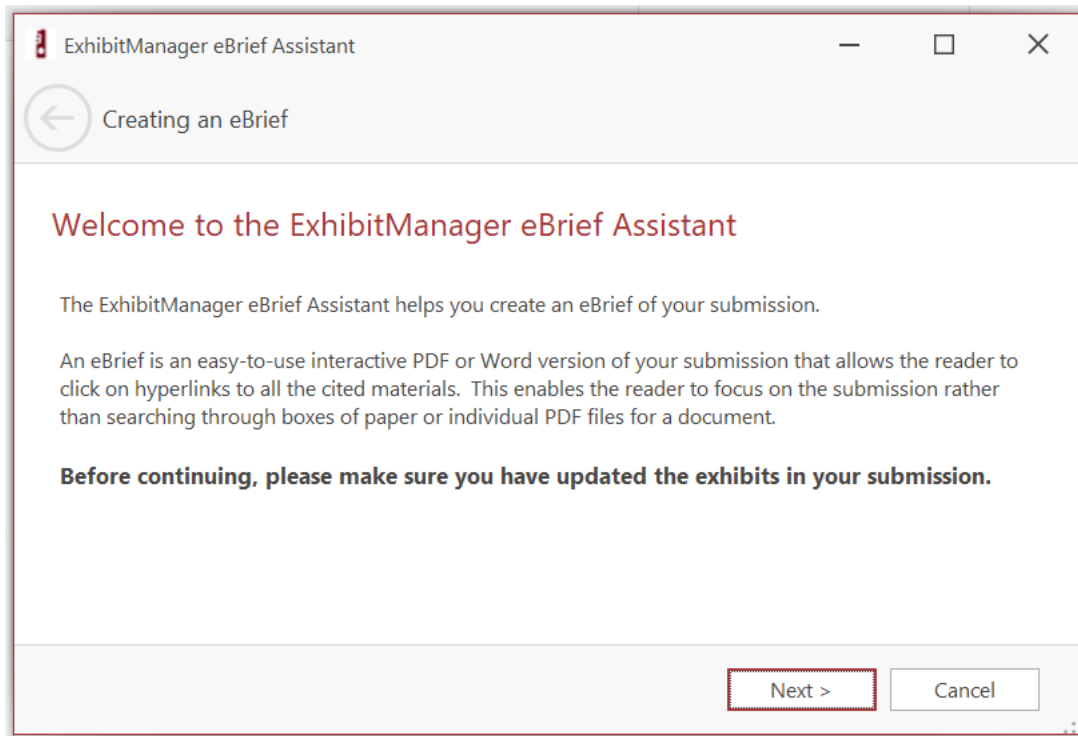 ExhibitManager eBrief Assistant
Creating an eBrief
Welcome to the ExhibitManager eBrief Assistant
The ExhibitManager eBrief Assistant helps you create an eBrief of your submission.
An eBrief is an easy-to-use interactive PDF or Word version of your submission that allows the reader to
click on hyperlinks to all the cited materials.  This enables the reader to focus on the submission rather
than searching through boxes of paper or individual PDF files for a document.
Before continuing, please make sure you have updated the exhibits in your submission.
Next >
Cancel